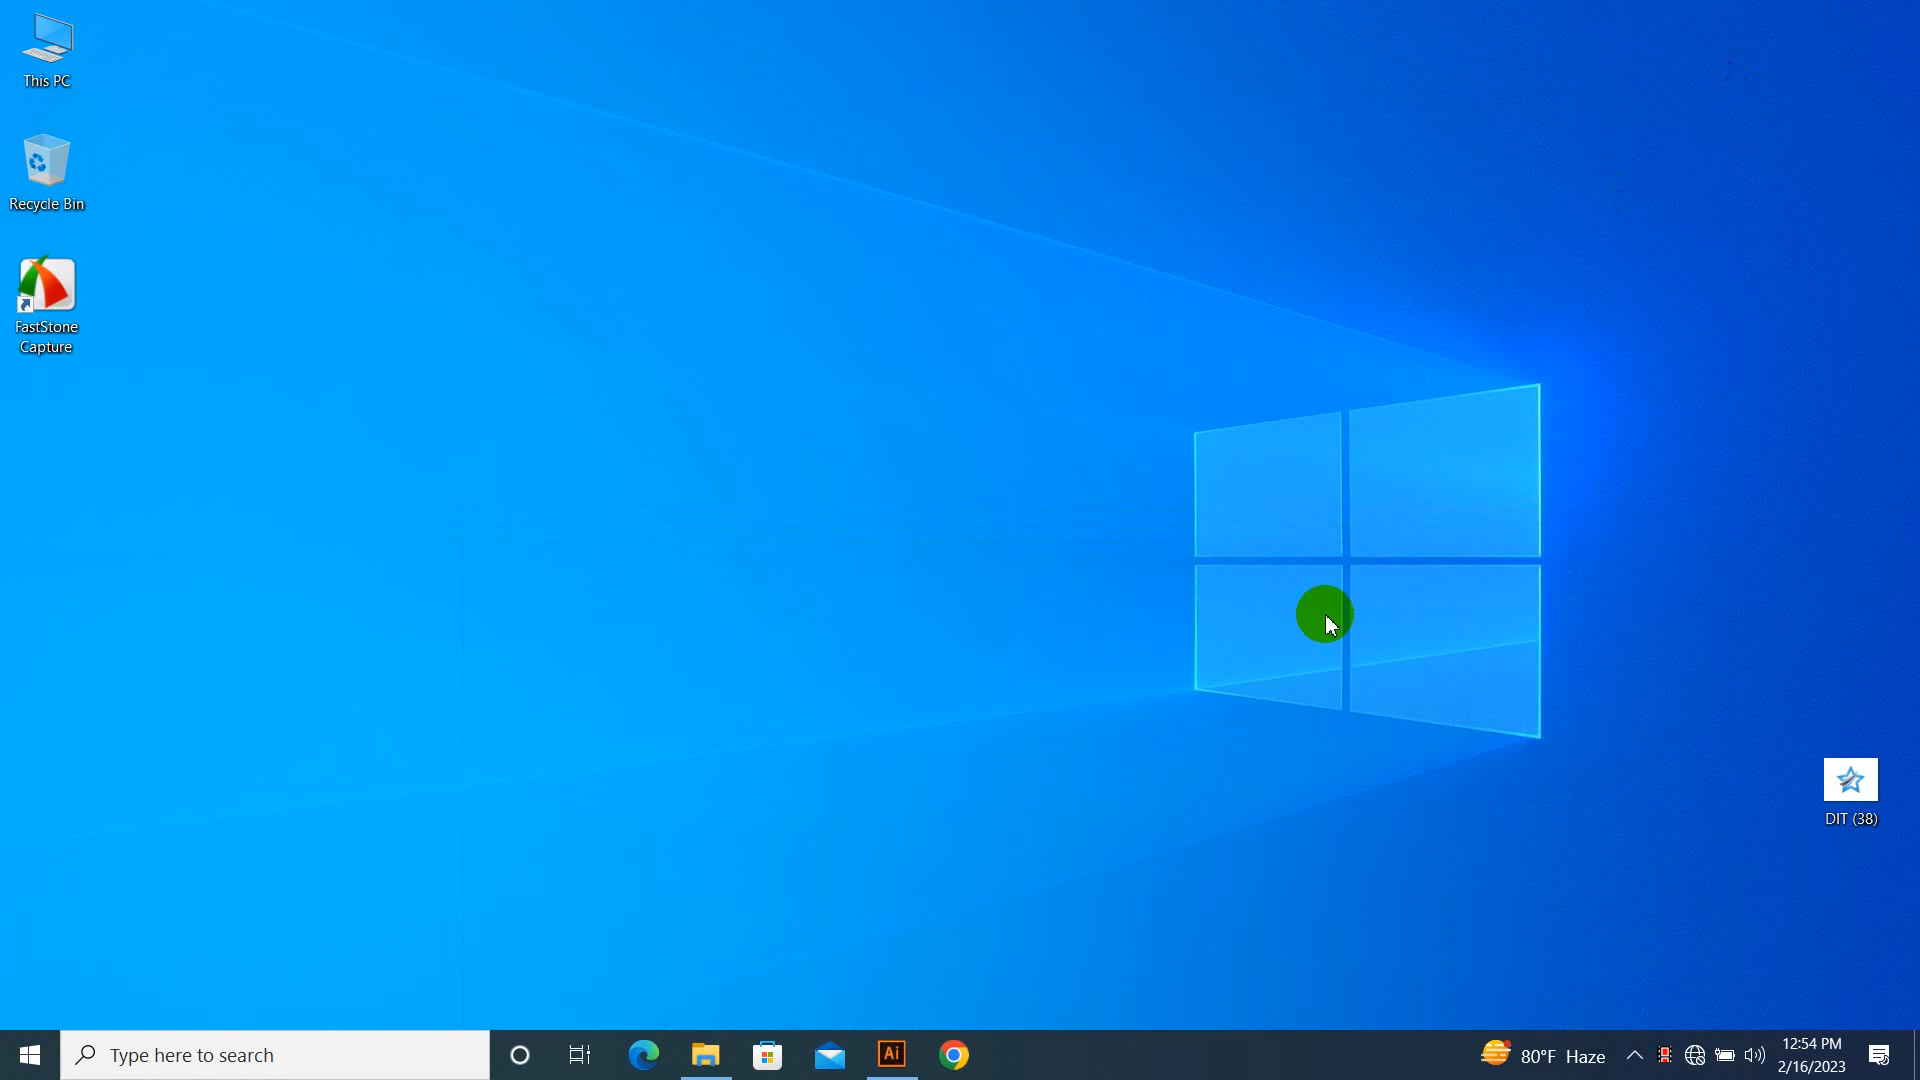 This PC
Recycle Bin
FastStone
Capture
DIT (38)
Type here to search
Ai
80°F Haze
12:54 PM
2/16/2023